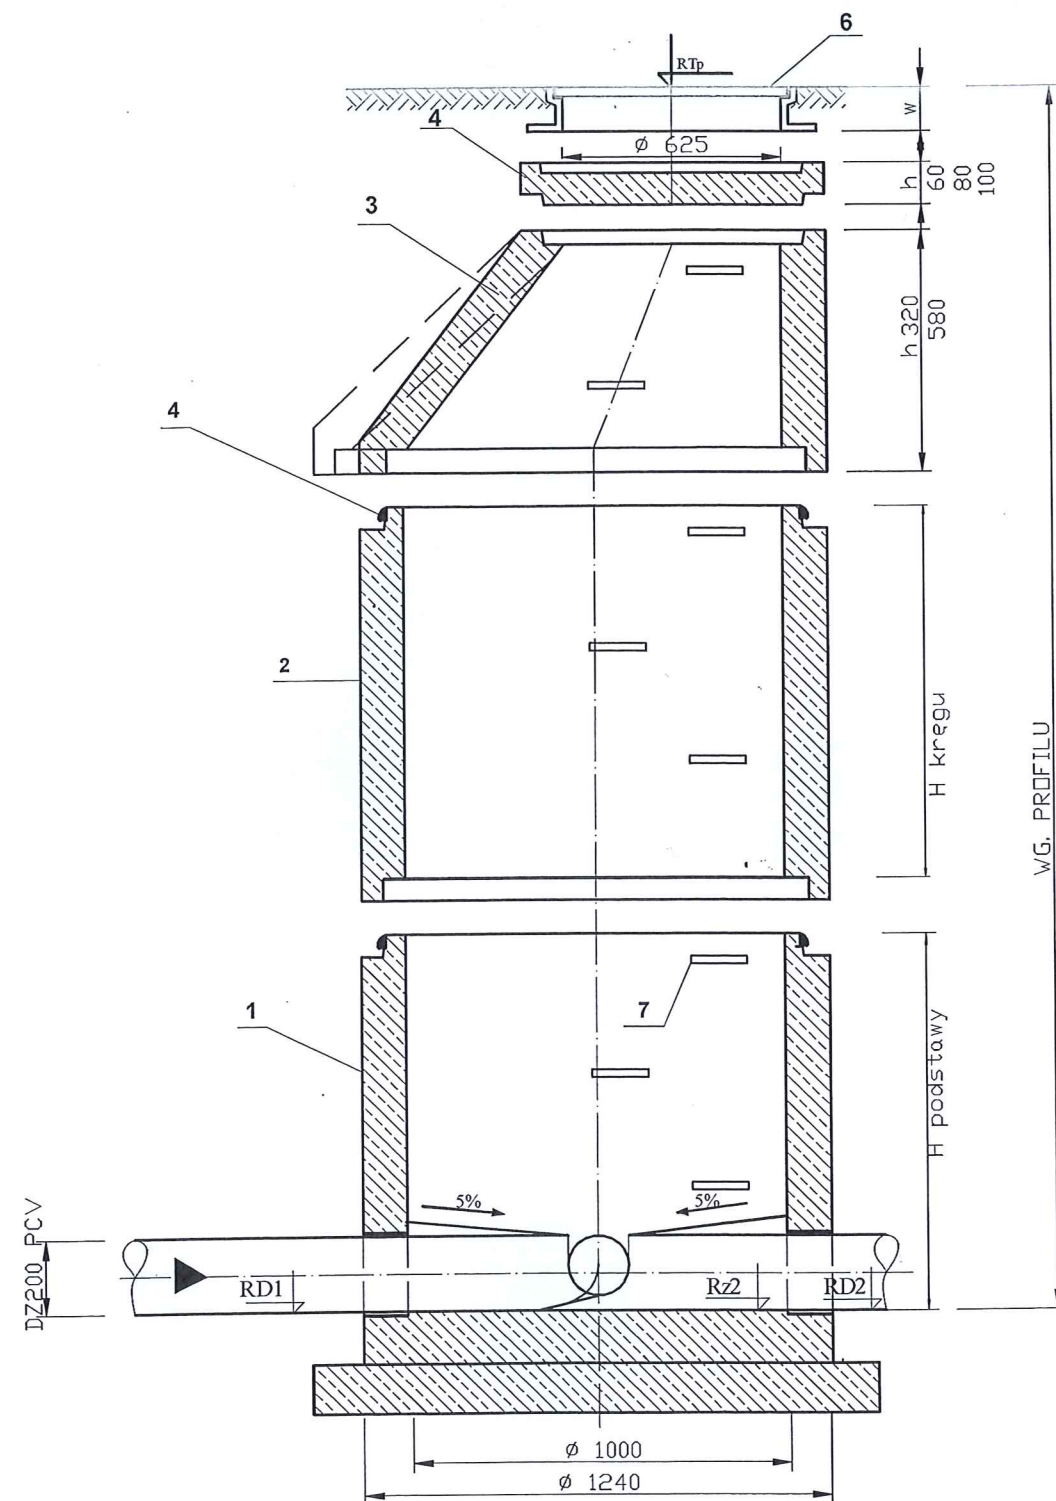 6
RTp
4
w
ø 625
h
60
80
100
3
h 320
580
4
2
H kręgu
WG. PROFILU
7
1
H podstawy
5%
5%
DZ200 PCV
RD1
Rz2
RD2
ø 1000
ø 1240